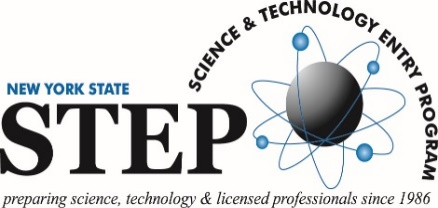 SCIENCE & TECHNOLOGY ENTRY PROGRAM
NEW YORK STATE
STEP
preparing science, technology & licensed professionals since 1986